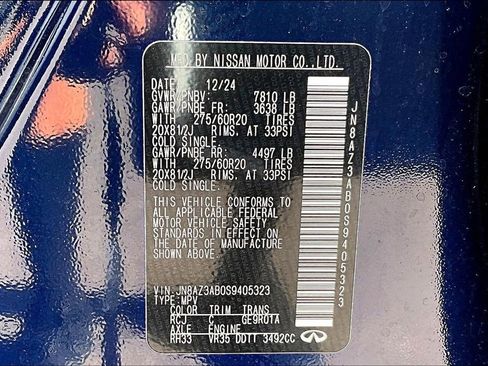 MFD. BY NISSAN MOTOR CO.,LTD.
DATE: 12/24
GVWR/PNBV: 7810 LB
GAWR/PNBE FR: 3638 LB
WITH 275/60R20 TIRES
20X81/2J RIMS. AT 33PSI
COLD SINGLE.
GAWR/PNBE RR: 4497 LB
WITH 275/60R20 TIRES
20X81/2J RIMS. AT 33PSI
COLD SINGLE.
THIS VEHICLE CONFORMS TO
ALL APPLICABLE FEDERAL
MOTOR VEHICLE SAFETY
STANDARDS IN EFFECT ON
THE DATE OF MANUFACTURE
SHOWN ABOVE.
VIN: JN8AZ3AB0S9405323
TYPE: MPV
COLOR TRIM TRANS
RCJ C GE9R01A
AXLE ENGINE
RH33 VR35 DDTT 3492CC
JN8AZ3AB0S9405323